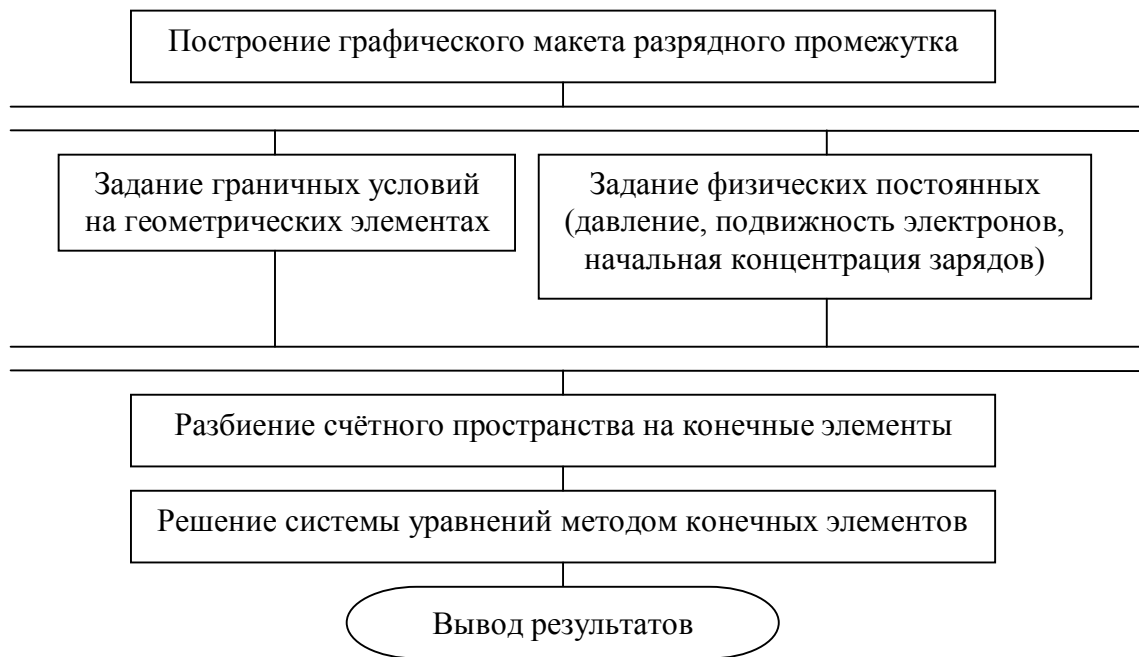 Построение графического макета разрядного промежутка
Задание граничных условий
на геометрических элементах
Задание физических постоянных
(давление, подвижность электронов,
начальная концентрация зарядов)
Разбиение счётного пространства на конечные элементы
Решение системы уравнений методом конечных элементов
Вывод результатов